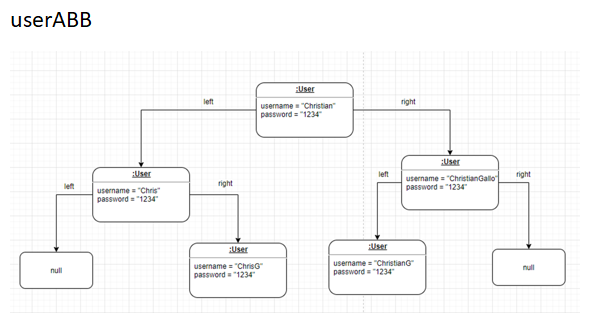 userABB
:User
username = "Christian"
password = "1234"
left
right
:User
username = "Chris"
password = "1234"
:User
username = "ChristianGallo"
password = "1234"
left
right
left
right
null
:User
username = "ChrisG"
password = "1234"
:User
username = "ChristianG"
password = "1234"
null